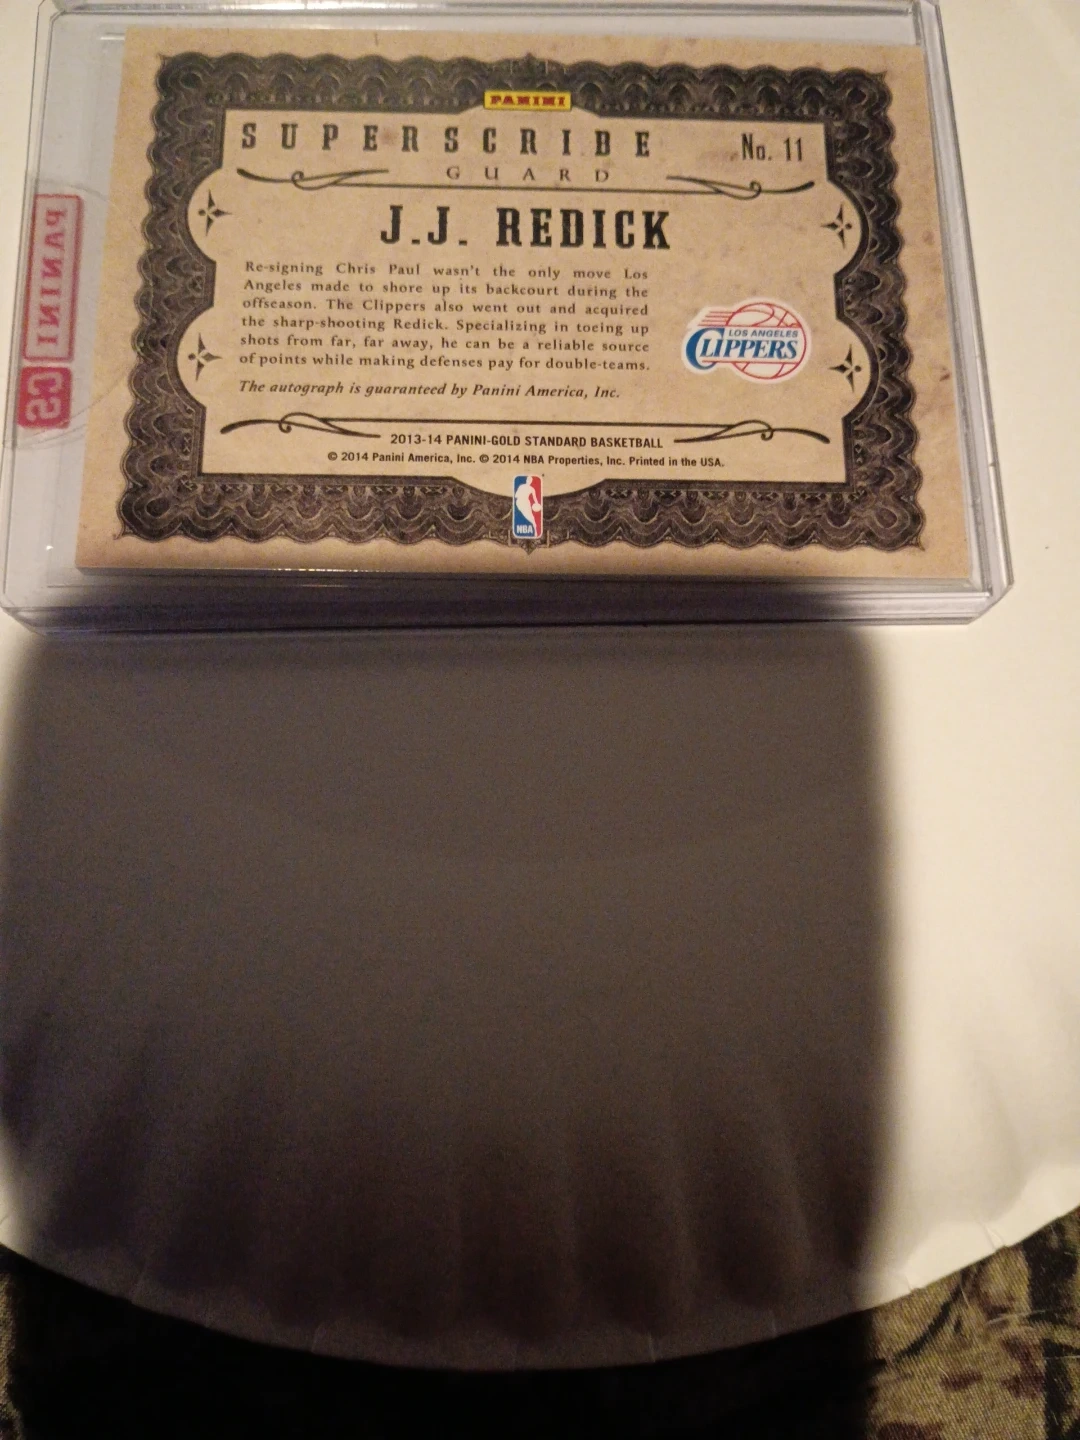 PANINI
SUPERSCRIBE
No. 11
GUARD
J.J. REDICK
Re-signing Chris Paul wasn't the only move Los
Angeles made to shore up its backcourt during the
offseason. The Clippers also went out and acquired
the sharp-shooting Redick. Specializing in toeing up
shots from far, far away, he can be a reliable source
of points while making defenses pay for double-teams.
The autograph is guaranteed by Panini America, Inc.
LOS ANGELES
CLIPPERS
2013-14 PANINI-GOLD STANDARD BASKETBALL
© 2014 Panini America, Inc. © 2014 NBA Properties, Inc. Printed in the USA.
NBA
PANINI
CS